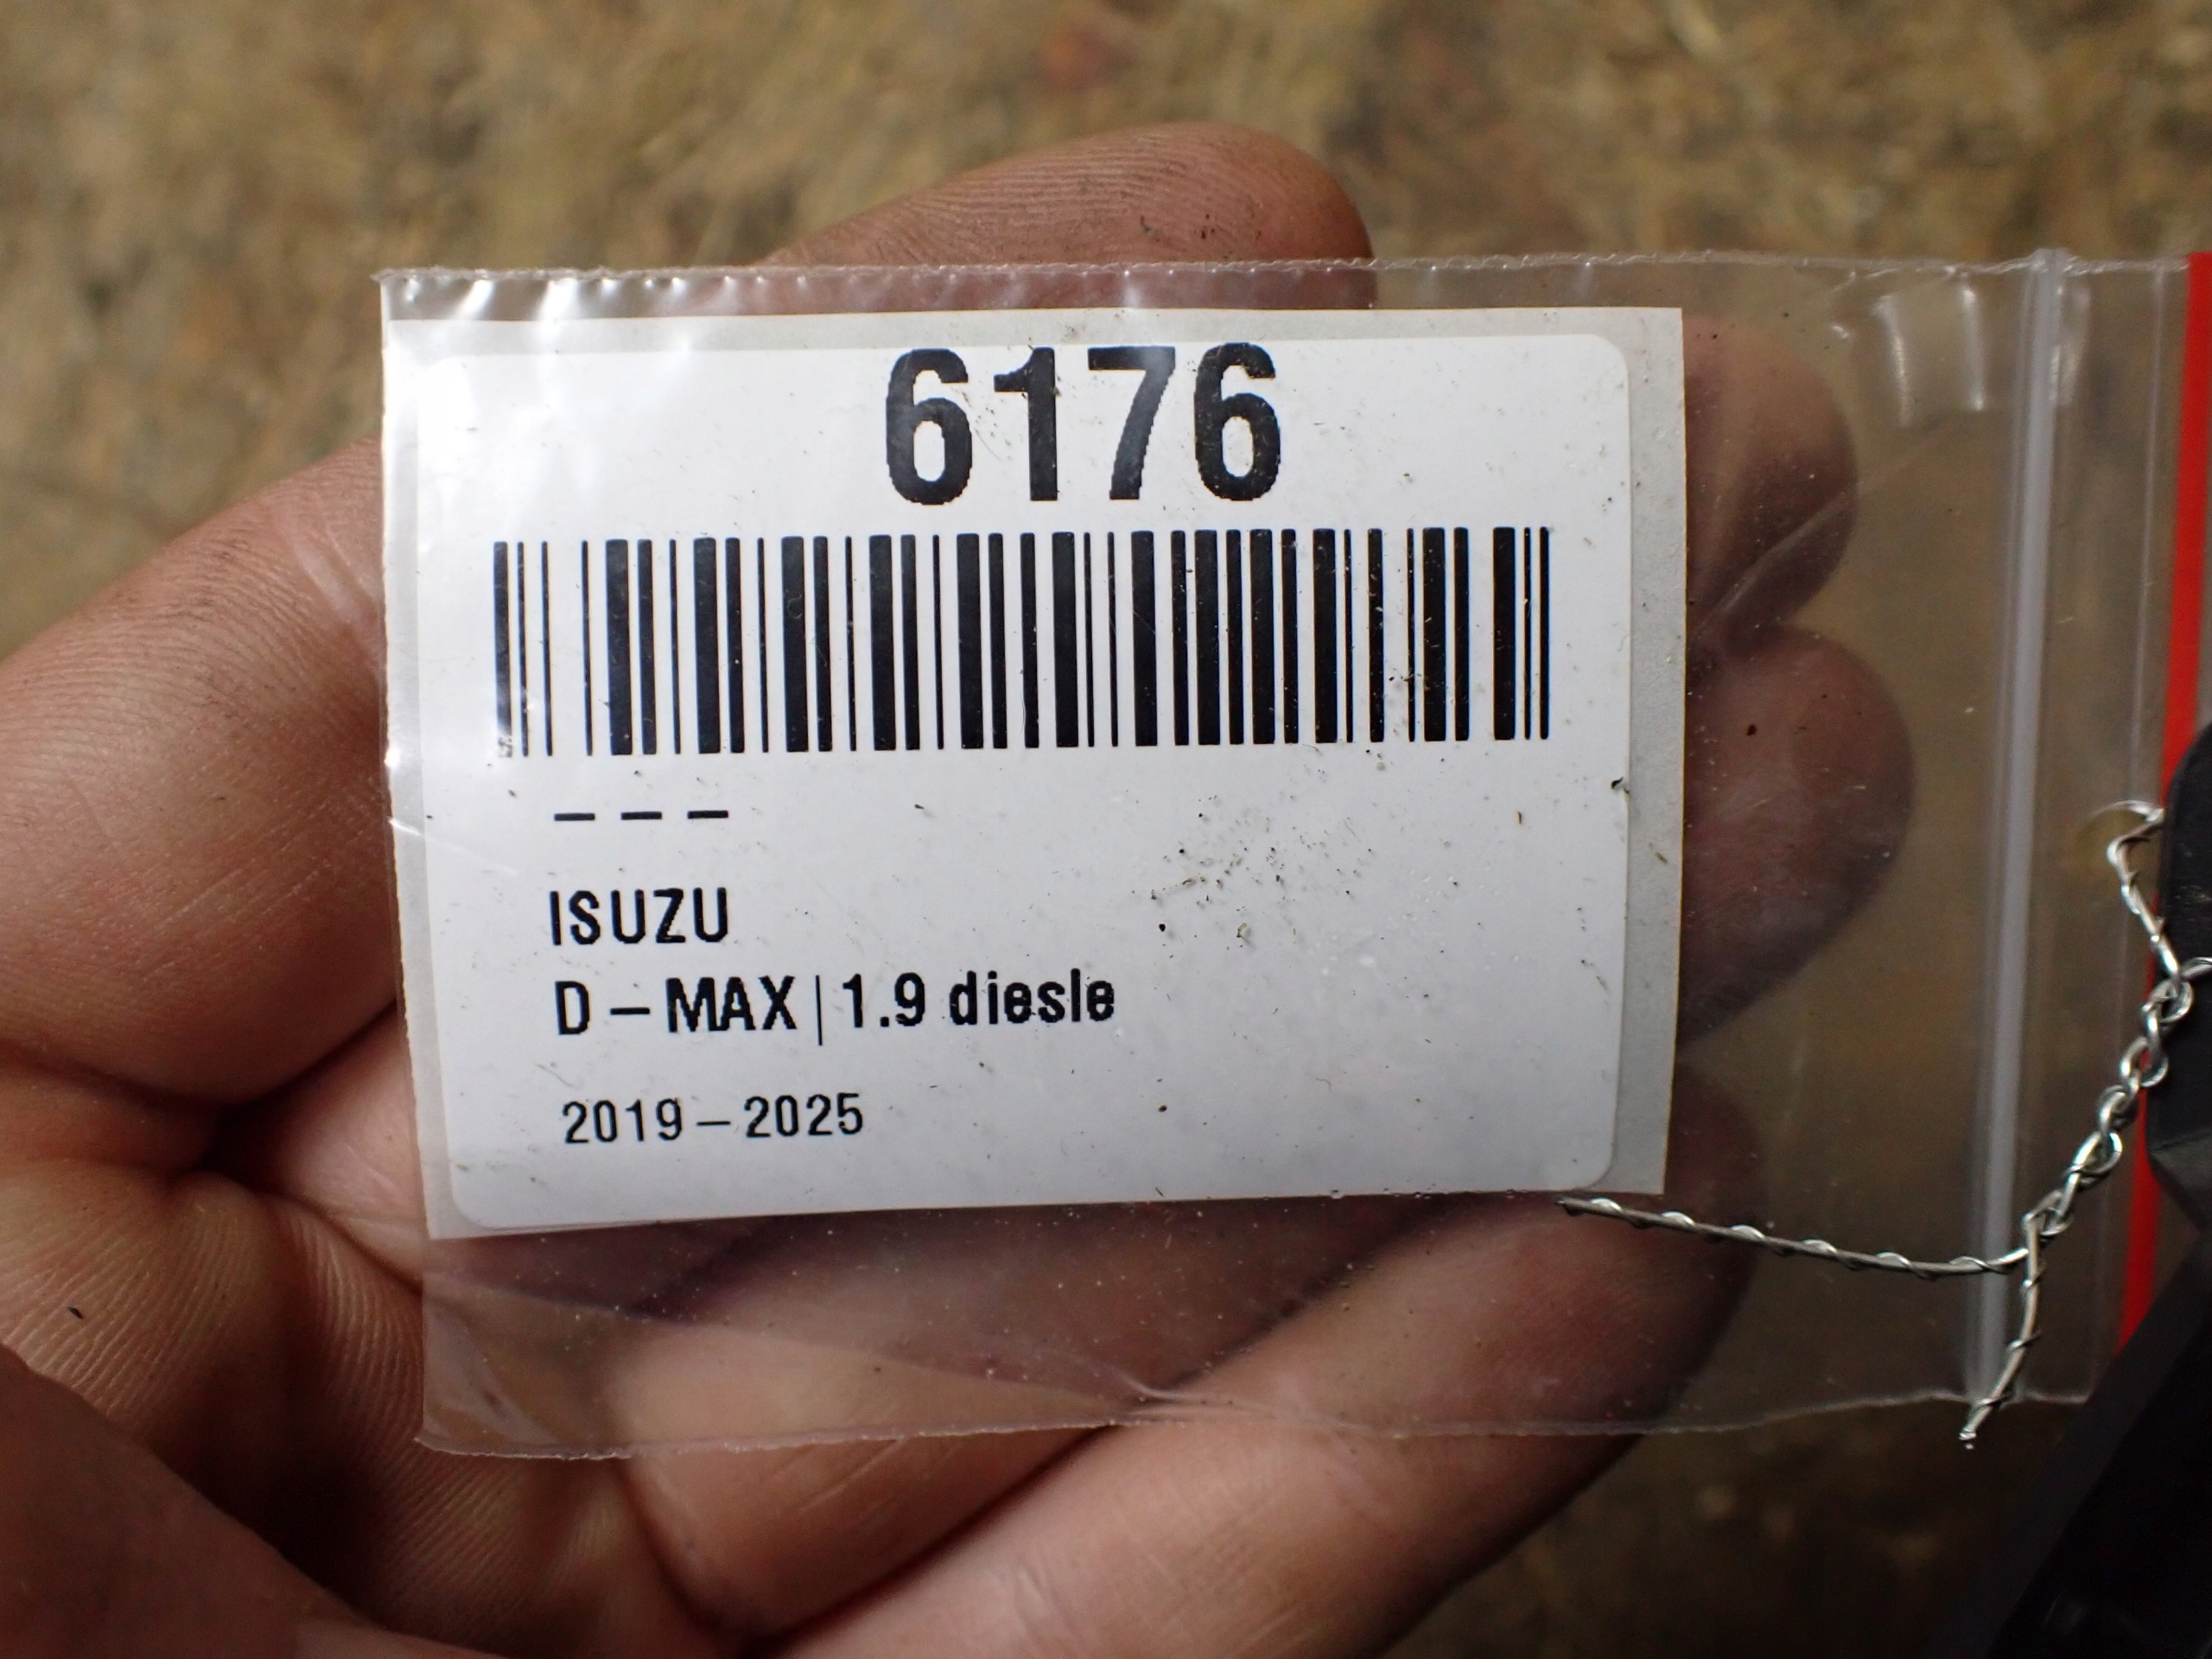 6176
– – –
ISUZU
D – MAX | 1.9 diesle
2019 – 2025